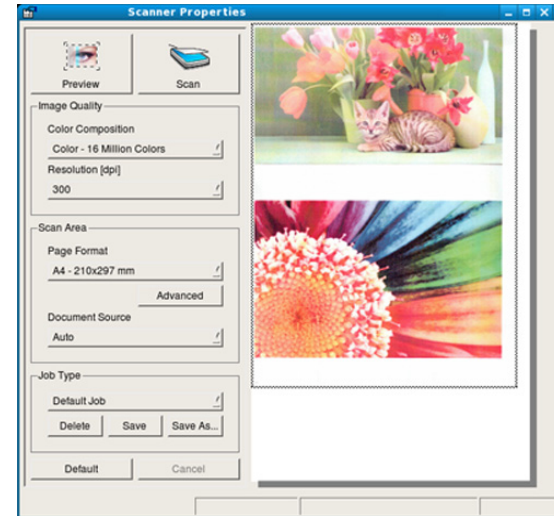 Scanner Properties
Preview
Scan
Image Quality
Color Composition
Color - 16 Million Colors
Resolution [dpi]
300
Scan Area
Page Format
A4 - 210x297 mm
Advanced
Document Source
Auto
Job Type
Default Job
Delete Save Save As...
Default Cancel